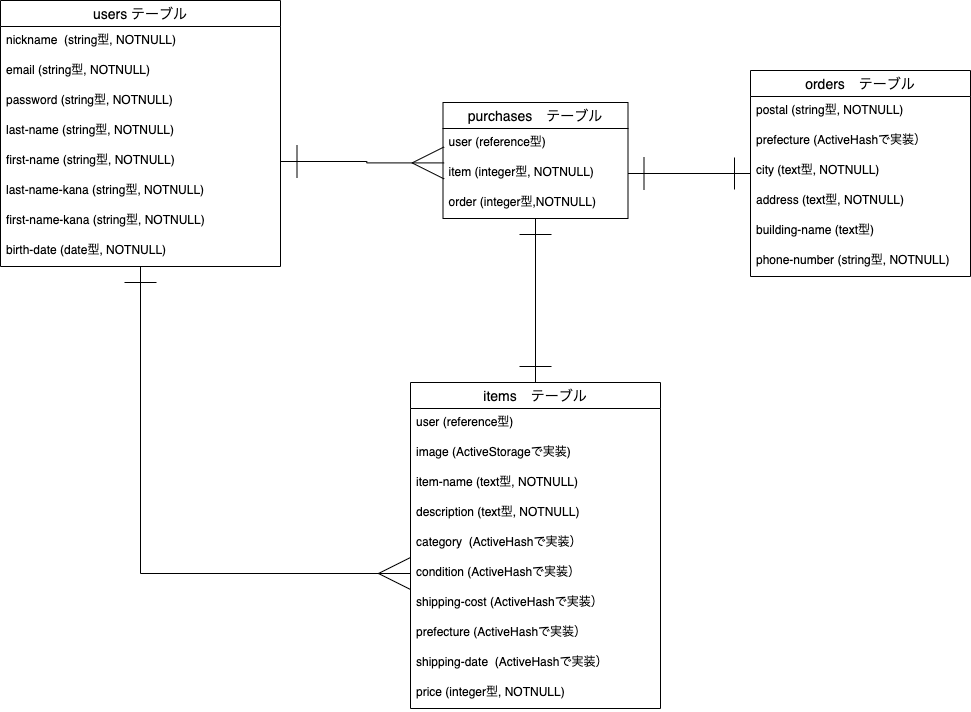 users テーブル
nickname  (string型, NOTNULL)
email (string型, NOTNULL)
password (string型, NOTNULL)
last-name (string型, NOTNULL)
first-name (string型, NOTNULL)
last-name-kana (string型, NOTNULL)
first-name-kana (string型, NOTNULL)
birth-date (date型, NOTNULL)
purchases　テーブル
user (reference型)
item (integer型, NOTNULL)
order (integer型,NOTNULL)
orders　テーブル
postal (string型, NOTNULL)
prefecture (ActiveHashで実装）
city (text型, NOTNULL)
address (text型, NOTNULL)
building-name (text型)
phone-number (string型, NOTNULL)
items　テーブル
user (reference型)
image (ActiveStorageで実装)
item-name (text型, NOTNULL)
description (text型, NOTNULL)
category  (ActiveHashで実装）
condition (ActiveHashで実装）
shipping-cost (ActiveHashで実装）
prefecture (ActiveHashで実装）
shipping-date  (ActiveHashで実装）
price (integer型, NOTNULL)